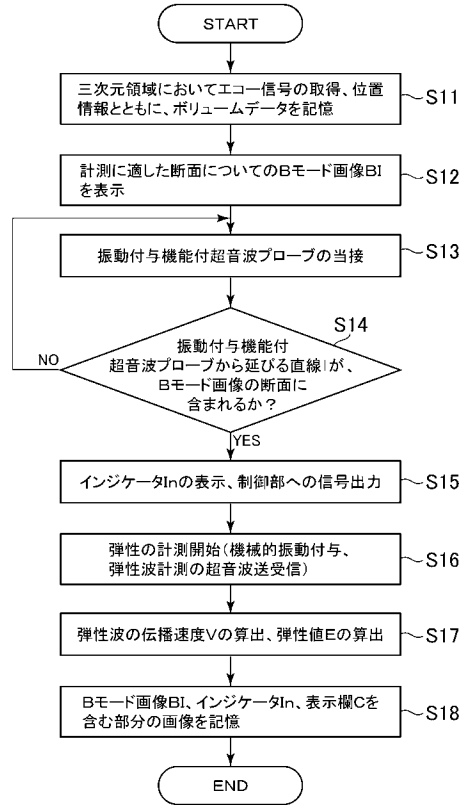 START
三次元領域においてエコー信号の取得、位置
情報とともに、ボリュームデータを記憶
S11
計測に適した断面についてのBモード画像BI
を表示
S12
振動付与機能付超音波プローブの当接
S13
S14
振動付与機能付
超音波プローブから延びる直線lが、
Bモード画像の断面に
含まれるか?
NO
YES
インジケータInの表示、制御部への信号出力
S15
弾性の計測開始(機械的振動付与、
弾性波計測の超音波送受信)
S16
弾性波の伝播速度Vの算出、弾性値Eの算出
S17
Bモード画像BI、インジケータIn、表示欄Cを
含む部分の画像を記憶
S18
END